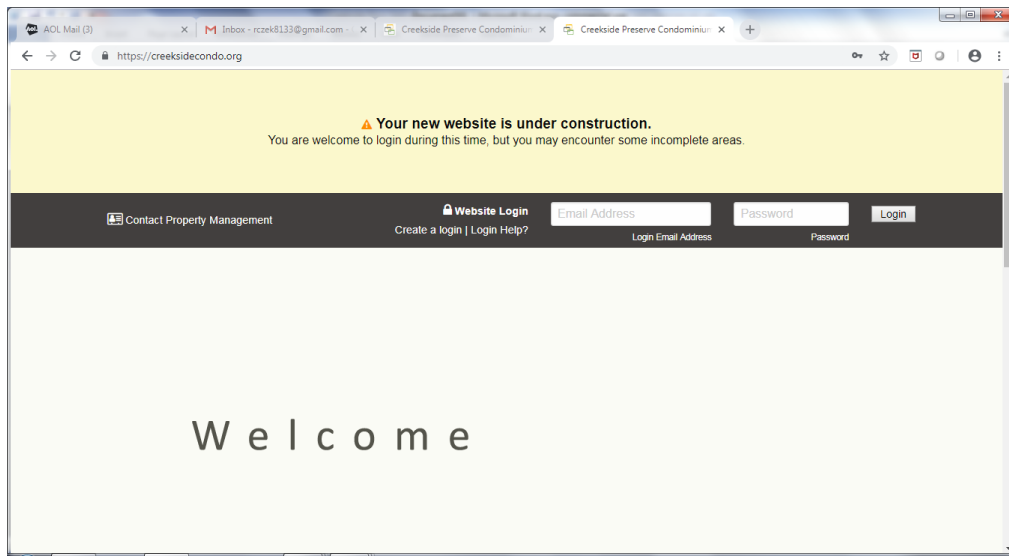 AOL Mail (3)
Inbox - rczek8133@gmail.com -
Creekside Preserve Condominium
Creekside Preserve Condominium
https://creeksidecondo.org
Your new website is under construction.
You are welcome to login during this time, but you may encounter some incomplete areas.
Contact Property Management
Website Login
Create a login | Login Help?
Email Address
Login Email Address
Password
Password
Login
Welcome